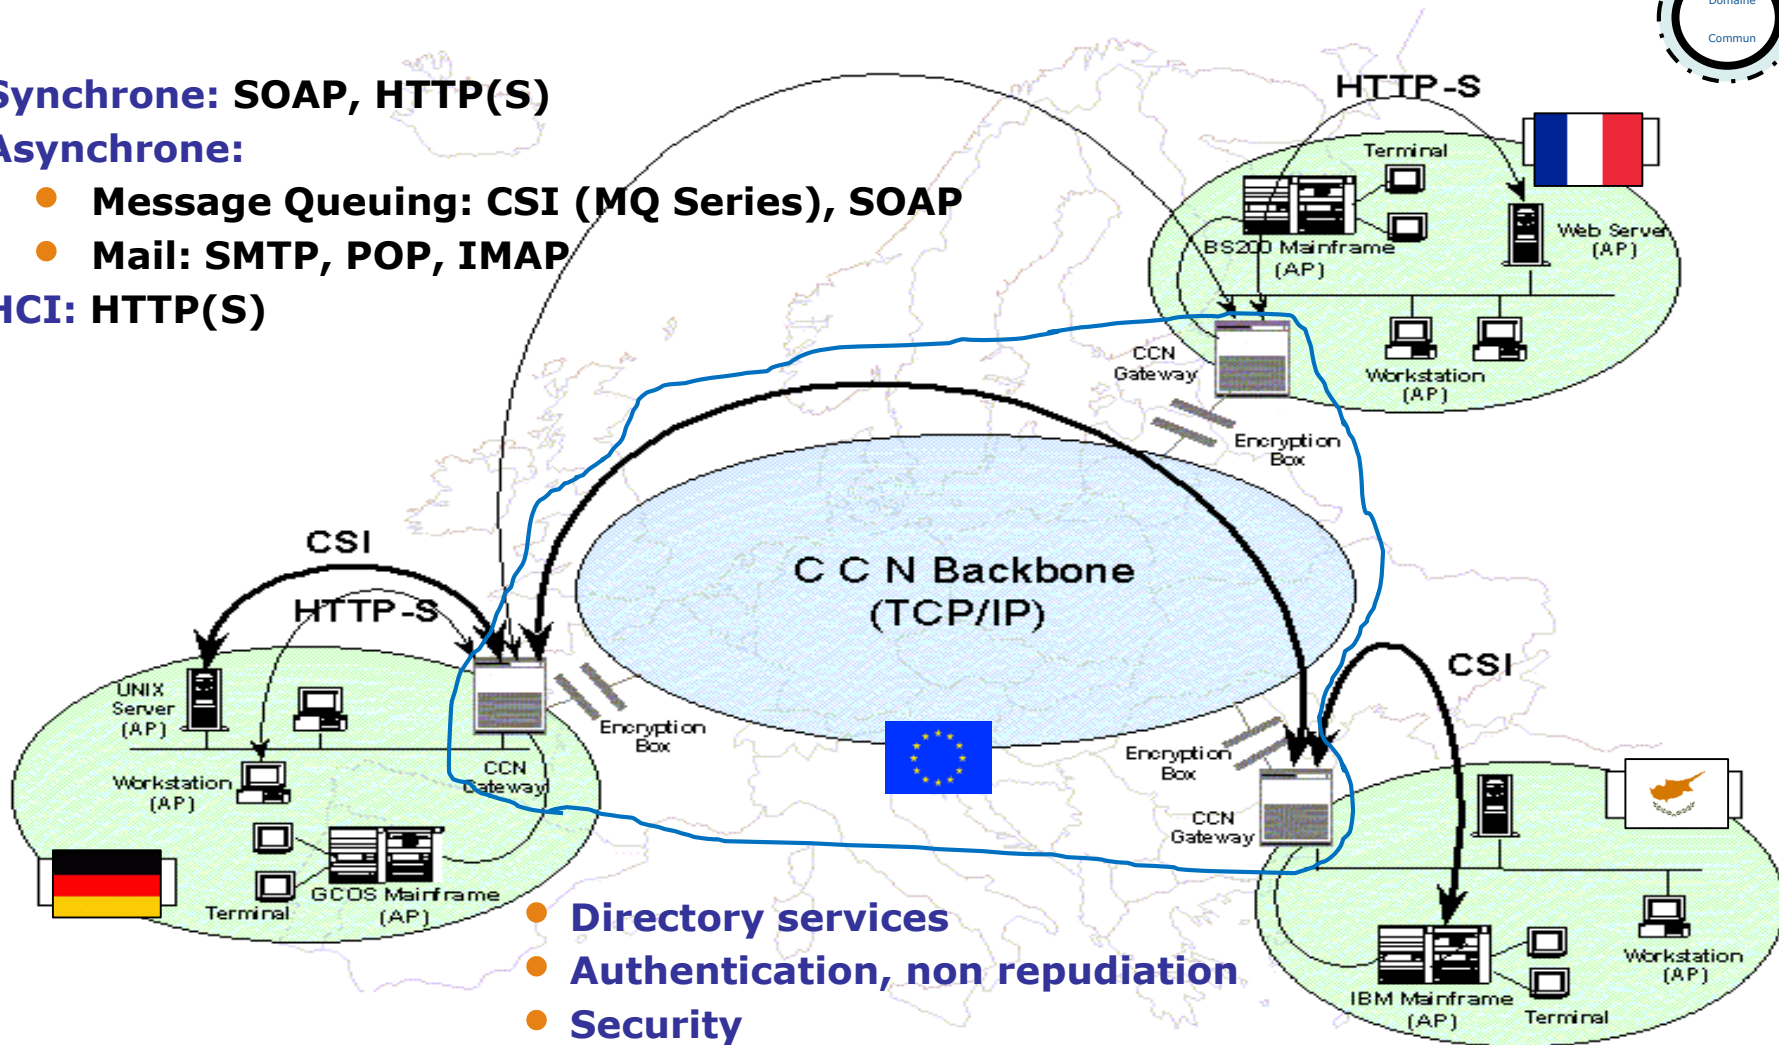 Domaine
Commun
Synchrone: SOAP, HTTP(S)
Asynchrone:
Message Queuing: CSI (MQ Series), SOAP
Mail: SMTP, POP, IMAP
HCI: HTTP(S)
HTTP-S
Terminal
BS200 Mainframe
(AP)
Web Server
(AP)
CCN
Gateway
Workstation
(AP)
Encryption
Box
C C N Backbone
(TCP/IP)
CSI
HTTP-S
UNIX
Server
(AP)
Workstation
(AP)
CCN
Gateway
Encryption
Box
Terminal
GCOS Mainframe
(AP)
CSI
Encryption
Box
CCN
Gateway
IBM Mainframe
(AP)
Terminal
Workstation
(AP)
Directory services
Authentication, non repudiation
Security